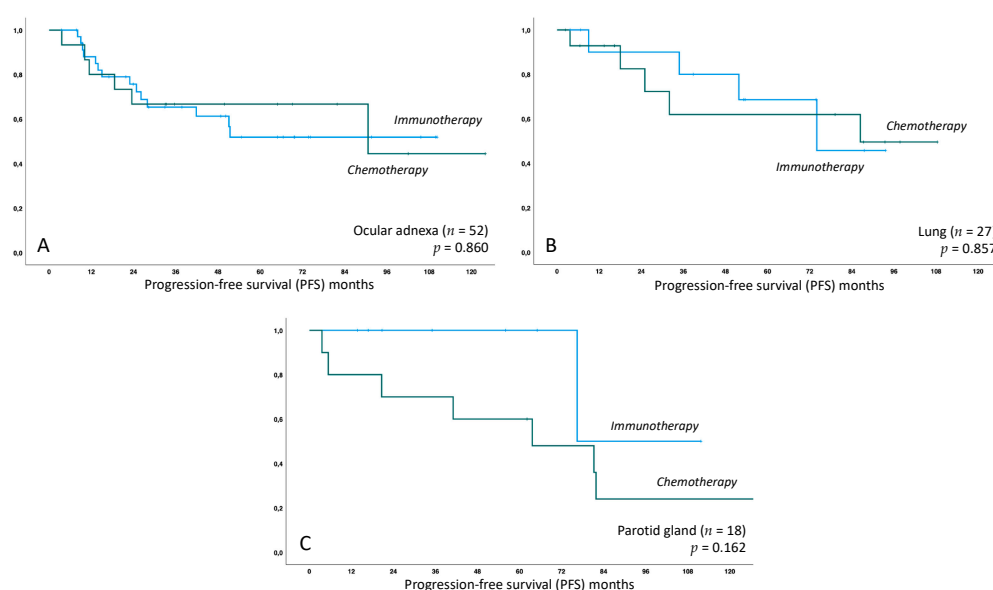 1,0
0,8
0,6
0,4
0,2
0,0
Immunotherapy
Chemotherapy
A
Ocular adnexa (n = 52)
p = 0.860
0 12 24 36 48 60 72 84 96 108 120
Progression-free survival (PFS) months
1,0
0,8
0,6
0,4
0,2
0,0
Chemotherapy
Immunotherapy
B
Lung (n = 27
p = 0.857
0 12 24 36 48 60 72 84 96 108 120
Progression-free survival (PFS) months
1,0
0,8
0,6
0,4
0,2
0,0
Immunotherapy
Chemotherapy
C
Parotid gland (n = 18)
p = 0.162
0 12 24 36 48 60 72 84 96 108 120
Progression-free survival (PFS) months